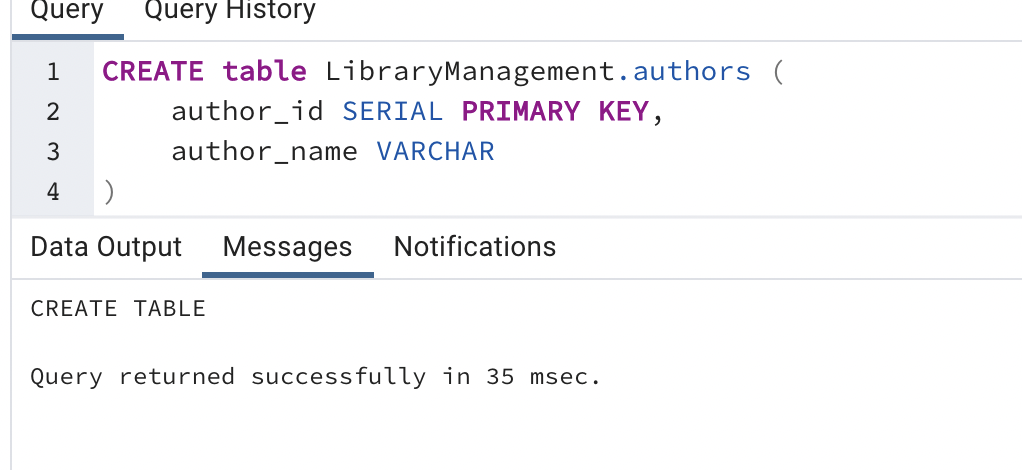 Query Query History
1 CREATE table LibraryManagement.authors (
2 author_id SERIAL PRIMARY KEY,
3 author_name VARCHAR
4 )
Data Output Messages Notifications
CREATE TABLE
Query returned successfully in 35 msec.